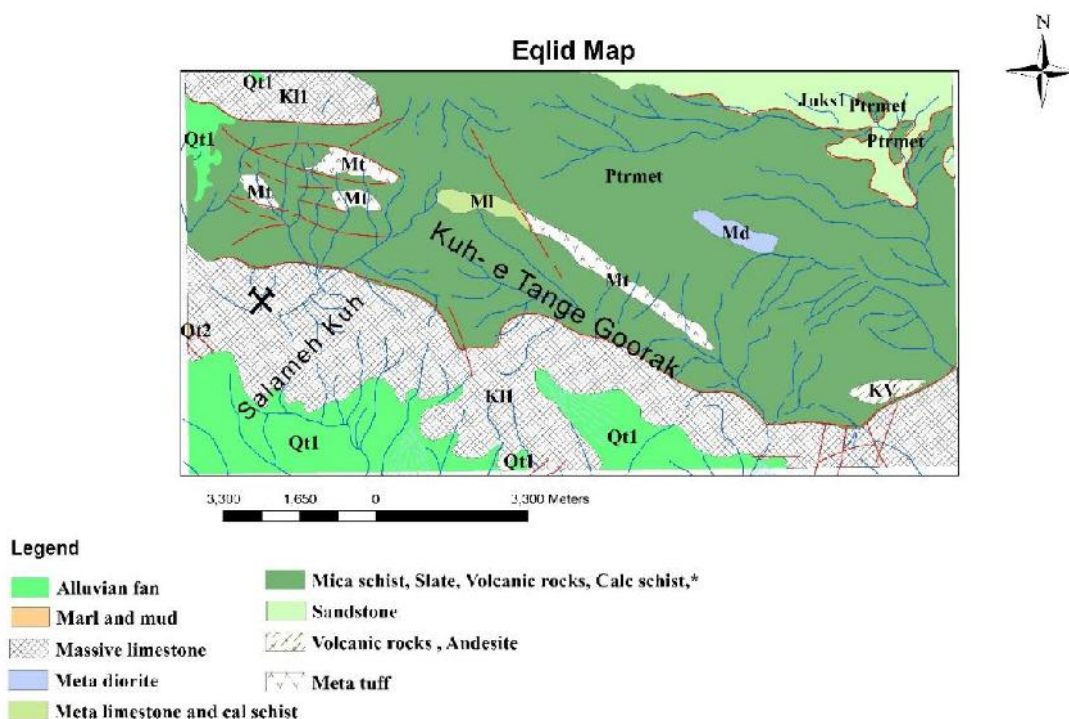 N
Eqlid Map
Qt1
Kl1
Juks1
Ptrmet
Qt1
Ptrmet
Mt
Ptrmet
Mt
Mt
Ml
Md
Kuh- e Tange Goorak
Mt
Qt2
Salameh Kuh
Kl1
KV
Qt1
Qt1
Qt1
3,300 1,650 0 3,300 Meters
Legend
Alluvian fan
Marl and mud
Massive limestone
Meta diorite
Meta limestone and cal schist
Mica schist, Slate, Volcanic rocks, Calc schist,*
Sandstone
Volcanic rocks , Andesite
Meta tuff